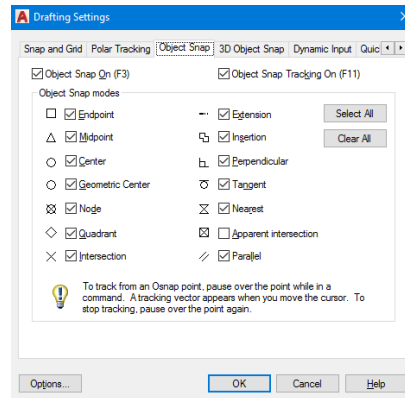 Drafting Settings
Snap and Grid Polar Tracking Object Snap 3D Object Snap Dynamic Input Quic
Object Snap On (F3) Object Snap Tracking On (F11)
Object Snap modes
Endpoint Extension Select All
Midpoint Insertion Clear All
Center Perpendicular
Geometric Center Tangent
Node Nearest
Quadrant Apparent intersection
Intersection Parallel
To track from an Osnap point, pause over the point while in a
command. A tracking vector appears when you move the cursor. To
stop tracking, pause over the point again.
Options... OK Cancel Help